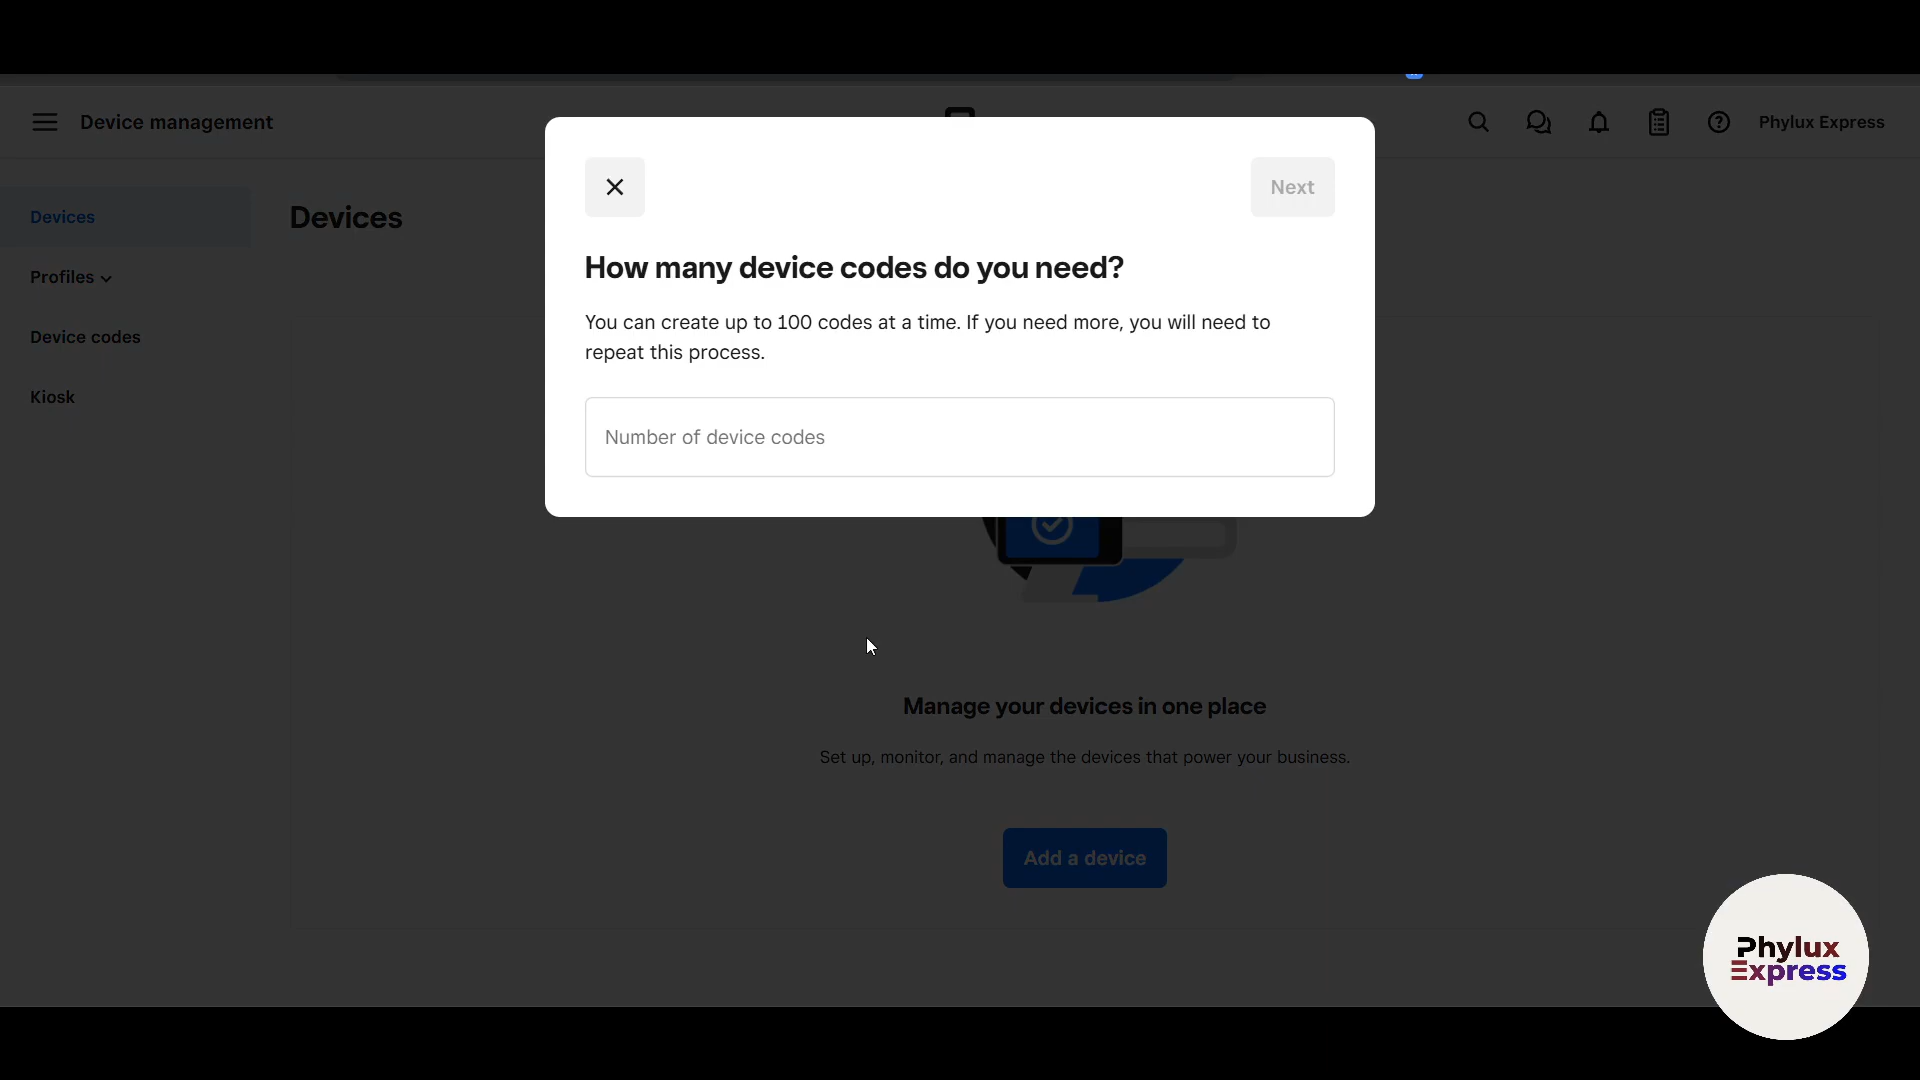 Device management
Phylux Express
Devices
Profiles
Device codes
Kiosk
Devices
Next
How many device codes do you need?
You can create up to 100 codes at a time. If you need more, you will need to
repeat this process.
Number of device codes
Manage your devices in one place
Set up, monitor, and manage the devices that power your business.
Add a device
Phylux
Express